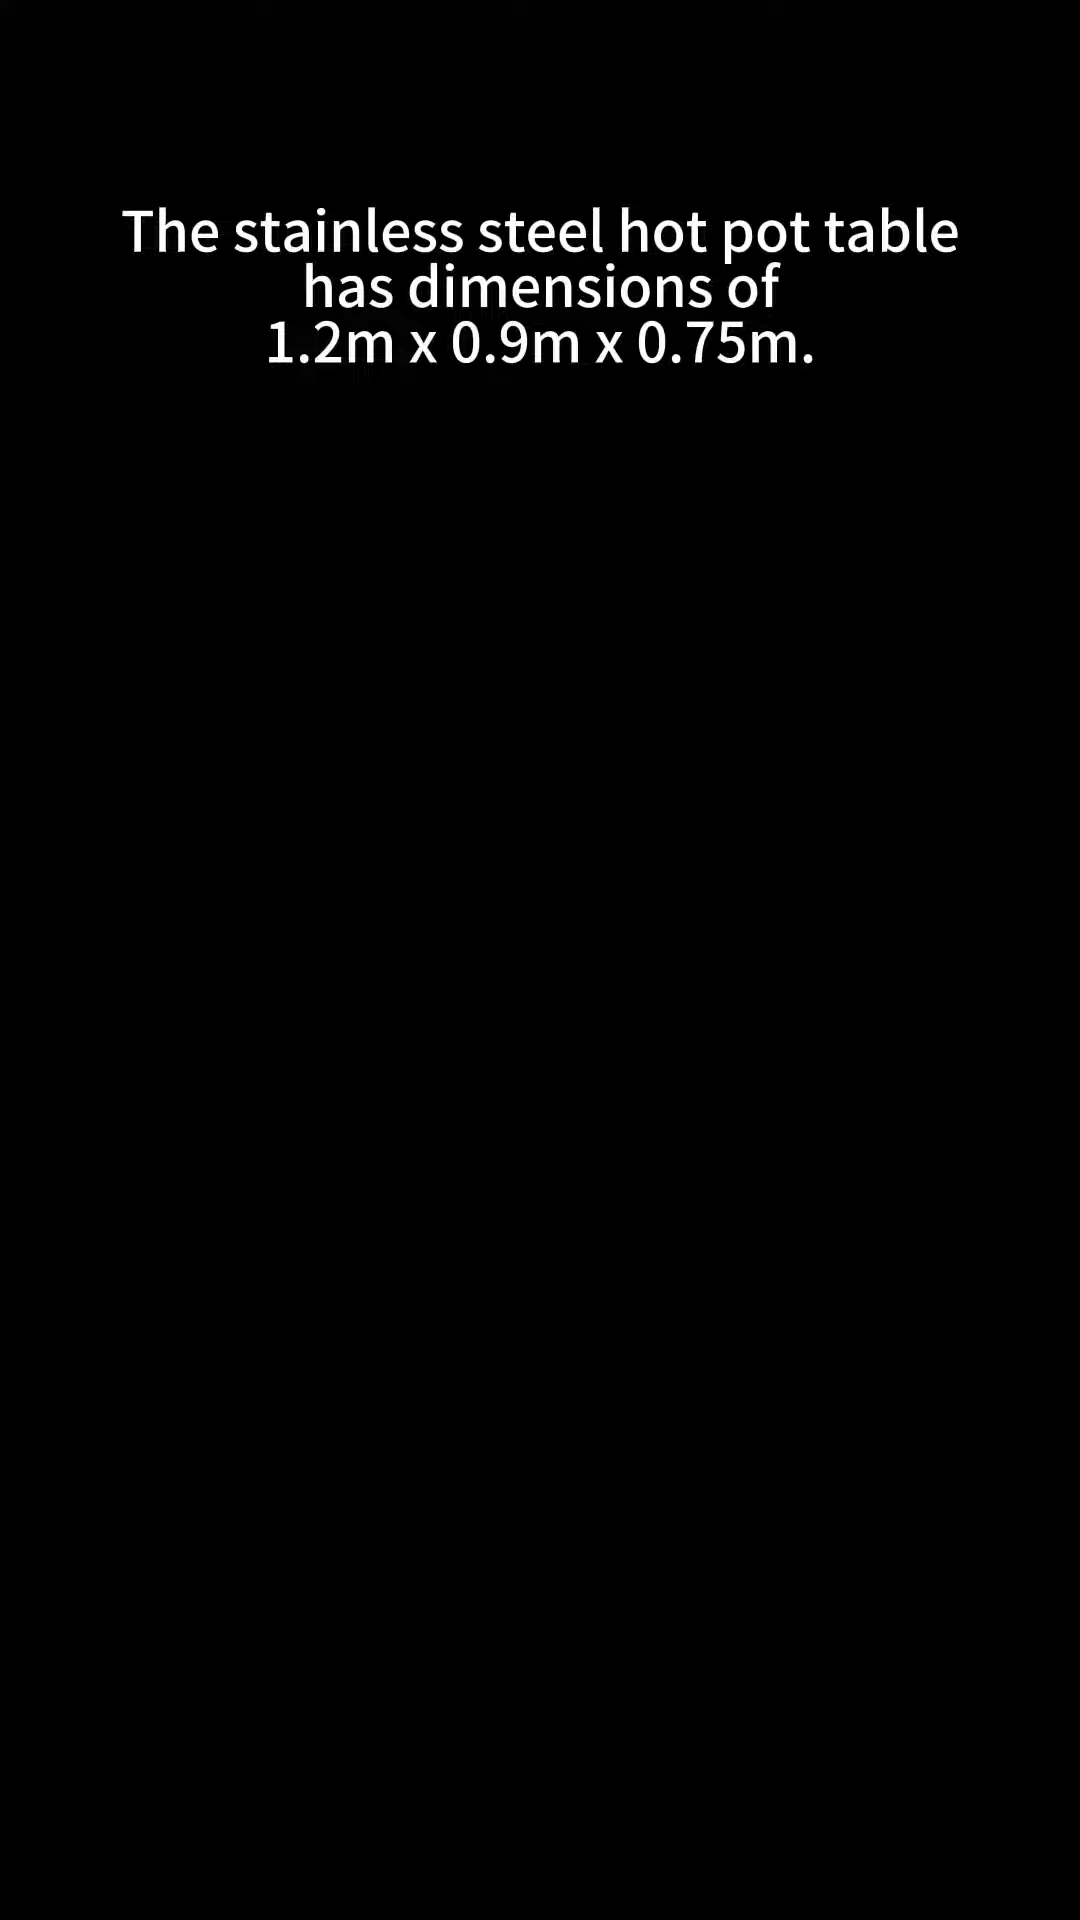 The stainless steel hot pot table
has dimensions of
1.2m x 0.9m x 0.75m.